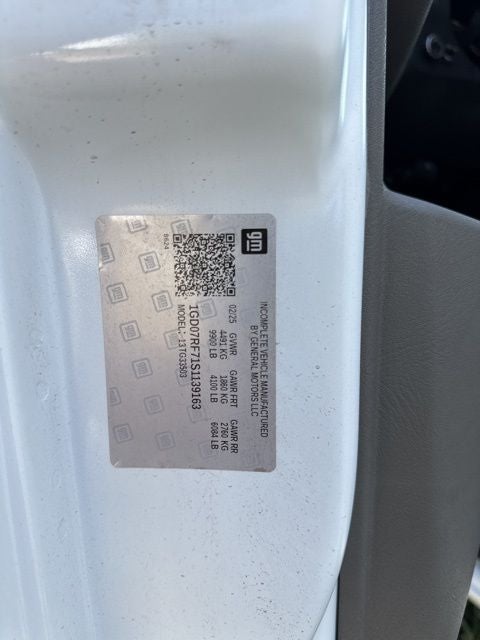 gm
INCOMPLETE VEHICLE MANUFACTURED
BY GENERAL MOTORS LLC
02/25 GVWR GAWR FRT GAWR RR
4491 KG 1860 KG 2760 KG
9900 LB 4100 LB 6084 LB
1GD07RF71S1139163
MODEL: 13TG33503